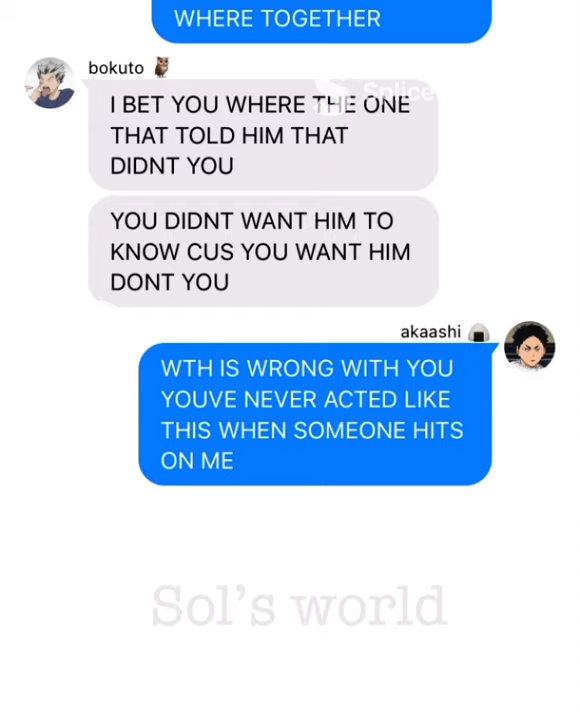 WHERE TOGETHER
bokuto
Splice
I BET YOU WHERE THE ONE
THAT TOLD HIM THAT
DIDNT YOU
YOU DIDNT WANT HIM TO
KNOW CUS YOU WANT HIM
DONT YOU
akaashi
WTH IS WRONG WITH YOU
YOUVE NEVER ACTED LIKE
THIS WHEN SOMEONE HITS
ON ME
Sol's world